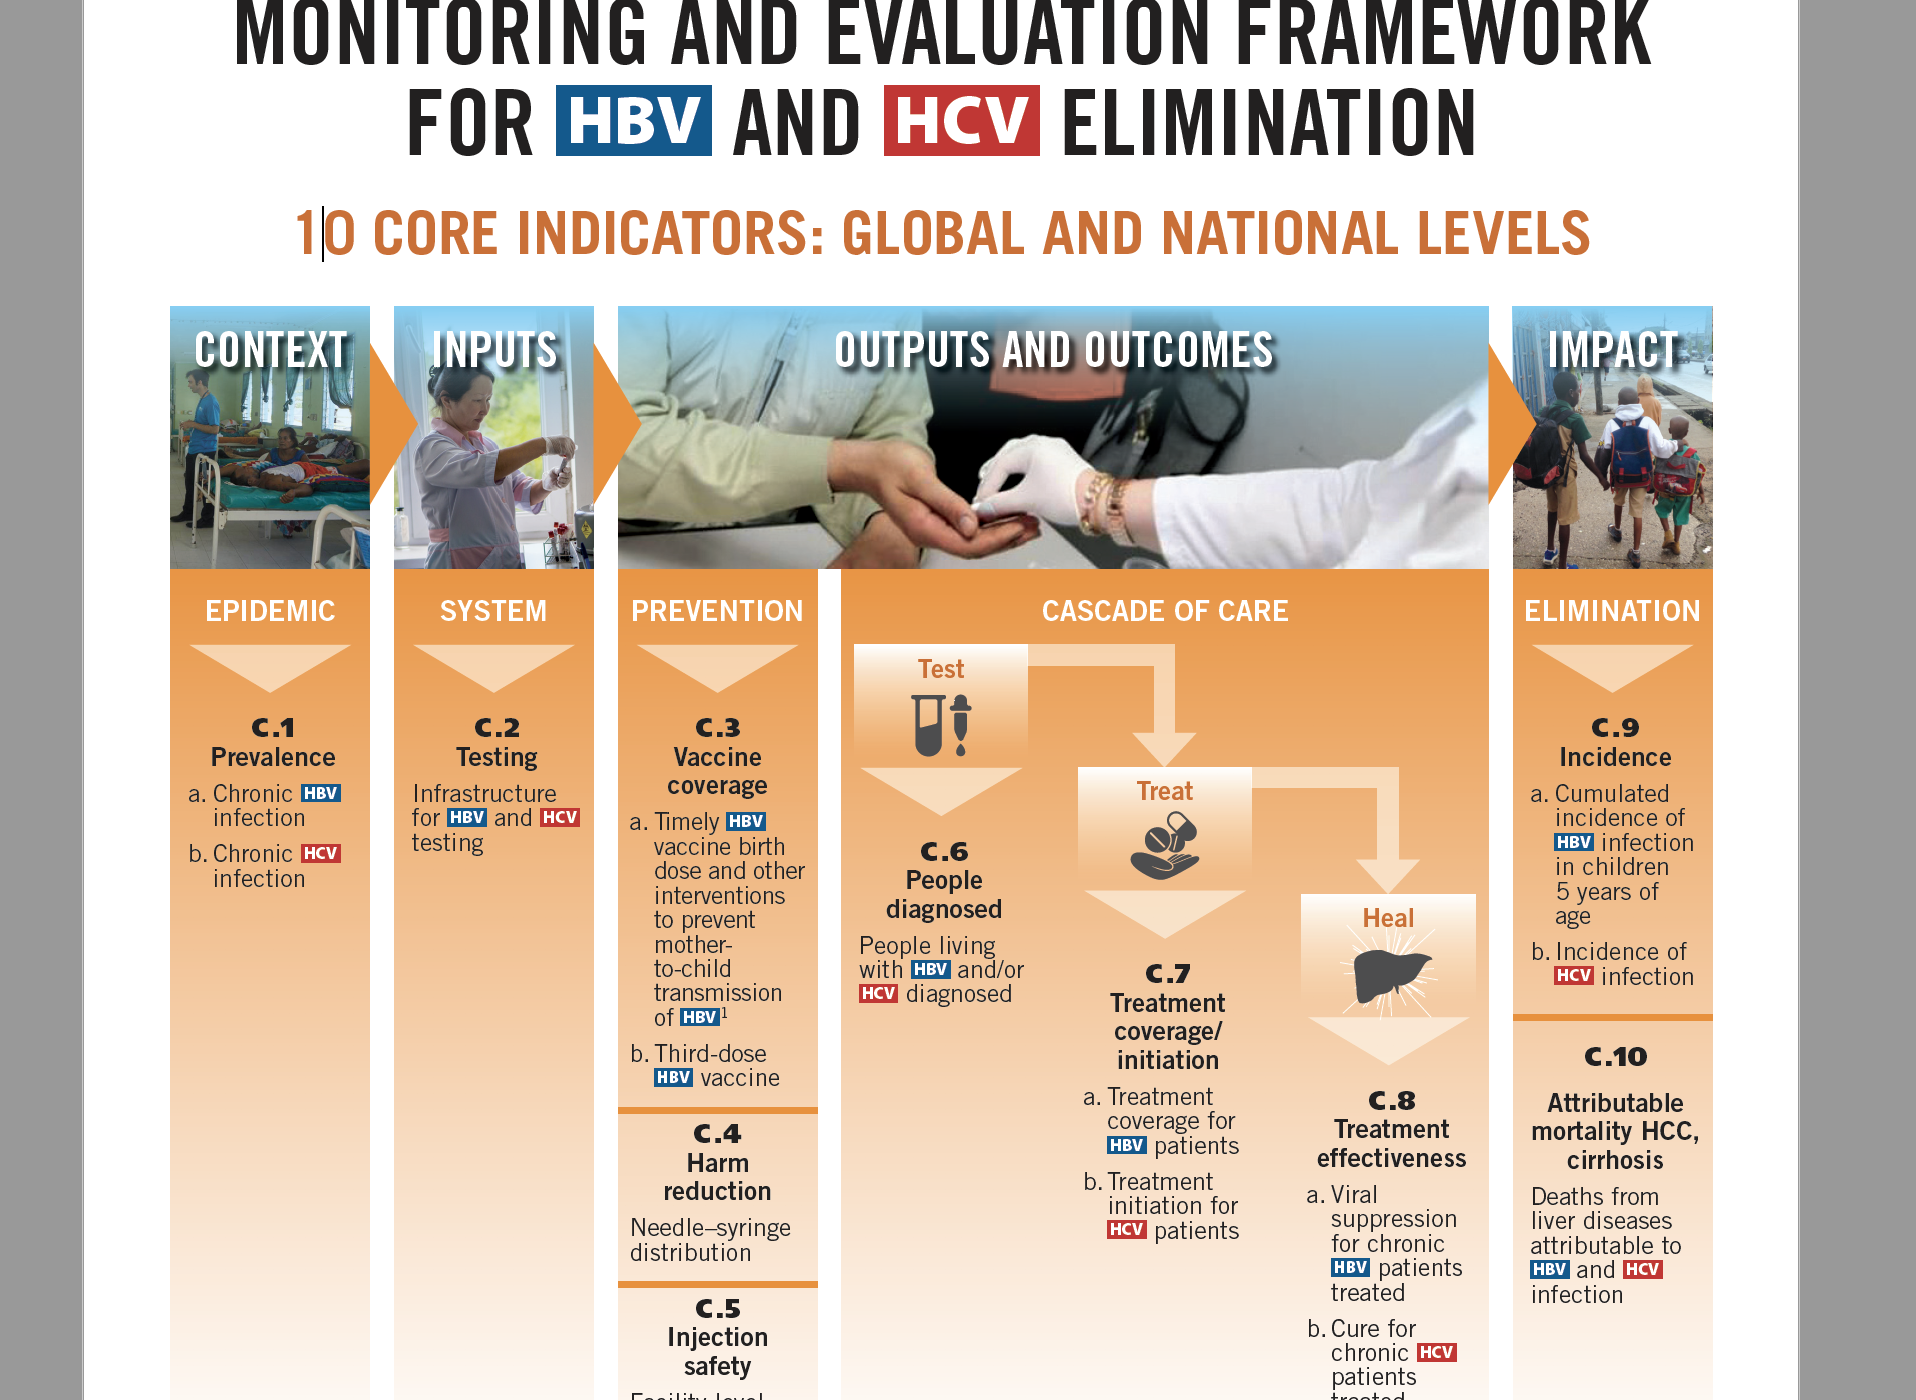 MONITORING AND EVALUATION FRAMEWORK
FOR HBV AND HCV ELIMINATION
10 CORE INDICATORS: GLOBAL AND NATIONAL LEVELS
CONTEXT
EPIDEMIC
C.1
Prevalence
a. Chronic HBV
infection
b. Chronic HCV
infection
INPUTS
SYSTEM
C.2
Testing
Infrastructure
for HBV and HCV
testing
OUTPUTS AND OUTCOMES
PREVENTION
C.3
Vaccine
coverage
a. Timely HBV
vaccine birth
dose and other
interventions
to prevent
mother-
to-child
transmission
of HBV¹
b. Third-dose
HBV vaccine
C.4
Harm
reduction
Needle–syringe
distribution
C.5
Injection
safety
Facility-level
CASCADE OF CARE
Test
C.6
People
diagnosed
People living
with HBV and/or
HCV diagnosed
Treat
C.7
Treatment
coverage/
initiation
a. Treatment
coverage for
HBV patients
b. Treatment
initiation for
HCV patients
Heal
C.8
Treatment
effectiveness
a. Viral
suppression
for chronic
HBV patients
treated
b. Cure for
chronic HCV
patients
treated
IMPACT
ELIMINATION
C.9
Incidence
a. Cumulated
incidence of
HBV infection
in children
5 years of
age
b. Incidence of
HCV infection
C.10
Attributable
mortality HCC,
cirrhosis
Deaths from
liver diseases
attributable to
HBV and HCV
infection